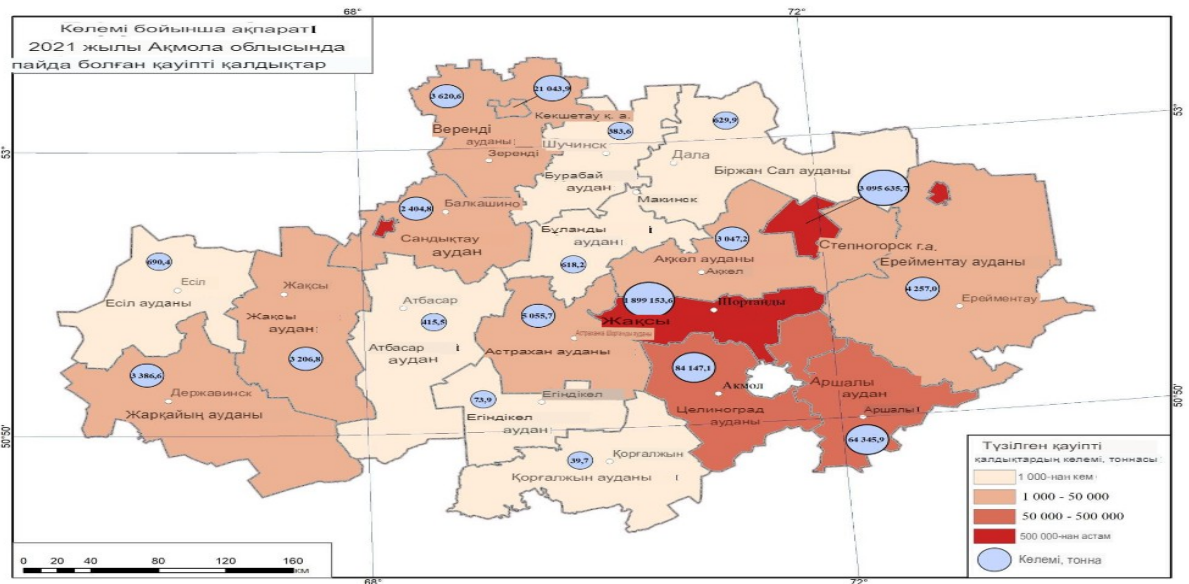 68°
72°
Көлемі бойынша ақпарат
2021 жылы Ақмола облысында
пайда болған қауіпті қалдықтар
53°
53°
3 620,6
21 043,9
Көкшетау қ. а.
Веренді
ауданы
Зеренді
383,6
629,9
Шучинск
Дала
Біржан Сал ауданы
Бурабай
аудан
Макинск
3 095 635,7
2 404,8
Балкашино
Сандықтау
аудан
Бұланды
аудан
618,2
3 047,2
Степногорск г.а.
Ақкөл ауданы
Ақкөл
Ерейментау ауданы
4 257,0
Ерейментау
690,4
Есіл
Есіл ауданы
Жақсы
Жақсы
аудан
3 206,8
Атбасар
415,5
Атбасар
аудан
5 055,7
Астрахан ауданы
1 899 153,6
Шортанды
Жақсы
3 386,6
Державинск
Жарқайың ауданы
73,9
Егіндікөл
Егіндікөл
аудан
84 147,1
Ақмол
Целиноград
ауданы
Аршалы
аудан
Аршалы
64 345,9
39,7
Қорғалжын
Қорғалжын ауданы
50°50'
50°50'
Түзілген қауіпті
қалдықтардың көлемі, тоннасы
1 000-нан кем
1 000 - 50 000
50 000 - 500 000
500 000-нан астам
Көлемі, тонна
0 20 40 80 120 160
км
68°
72°